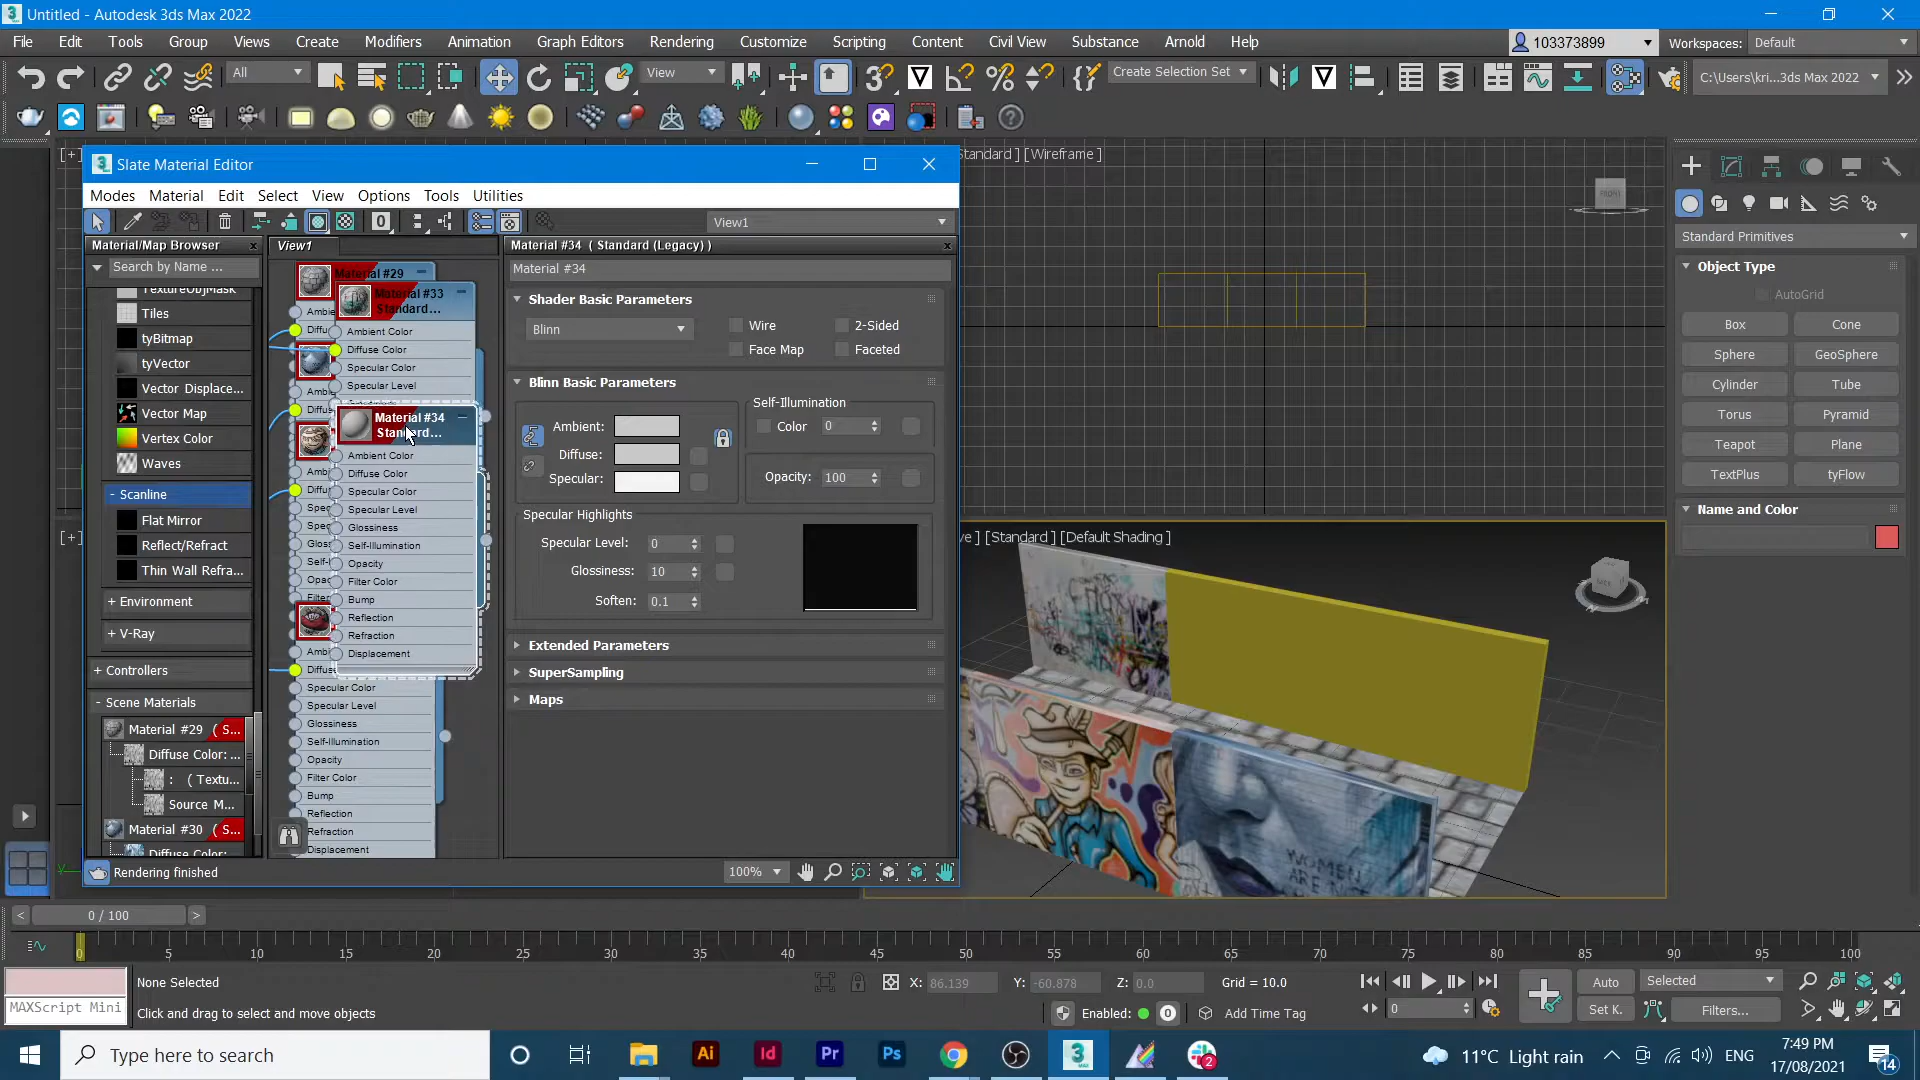 Untitled - Autodesk 3ds Max 2022
File Edit Tools Group Views Create Modifiers Animation Graph Editors Rendering Customize Scripting Content Civil View Substance Arnold Help
103373899
Workspaces: Default
All
View
Create Selection Set
C:\Users\kri...3ds Max 2022
[+]
Standard ] [Wireframe ]
FRONT
Slate Material Editor
Modes Material Edit Select View Options Tools Utilities
View1
Material/Map Browser
Search by Name ...
TextureObjMask
Tiles
tyBitmap
tyVector
Vector Displace...
Vector Map
Vertex Color
Waves
- Scanline
Flat Mirror
Reflect/Refract
Thin Wall Refra...
+ Environment
+ V-Ray
+ Controllers
- Scene Materials
Material #29 ( S...
Diffuse Color:...
: ( Textu...
Source M...
Material #30 ( S...
Diffuse Color:
View1
Material #29
Material #33
Standard...
Ambient Color
Diffuse Color
Specular Color
Specular Level
Material #34
Standard...
Ambient Color
Diffuse Color
Specular Color
Specular Level
Glossiness
Self-Illumination
Opacity
Filter Color
Bump
Reflection
Refraction
Displacement
Specular Color
Specular Level
Glossiness
Self-Illumination
Opacity
Filter Color
Bump
Reflection
Refraction
Displacement
Material #34 ( Standard (Legacy) )
Material #34
Shader Basic Parameters
Blinn
Wire
2-Sided
Face Map
Faceted
Blinn Basic Parameters
Ambient:
Diffuse:
Specular:
Self-Illumination
Color 0
Opacity: 100
Specular Highlights
Specular Level: 0
Glossiness: 10
Soften: 0.1
Extended Parameters
SuperSampling
Maps
Rendering finished
100%
[+]
ve ] [Standard ] [Default Shading ]
WOMEN
ARE NOT
Standard Primitives
Object Type
AutoGrid
Box Cone
Sphere GeoSphere
Cylinder Tube
Torus Pyramid
Teapot Plane
TextPlus tyFlow
Name and Color
< 0 / 100 >
0 5 10 15 20 25 30 35 40 45 50 55 60 65 70 75 80 85 90 95 100
MAXScript Mini
None Selected
Click and drag to select and move objects
X: 86.139 Y: -60.878 Z: 0.0 Grid = 10.0
Enabled: 0 Add Time Tag
0
Auto Selected
Set K. Filters...
Type here to search
Ai Id Pr Ps 3 2
11°C Light rain ENG
7:49 PM
17/08/2021
14